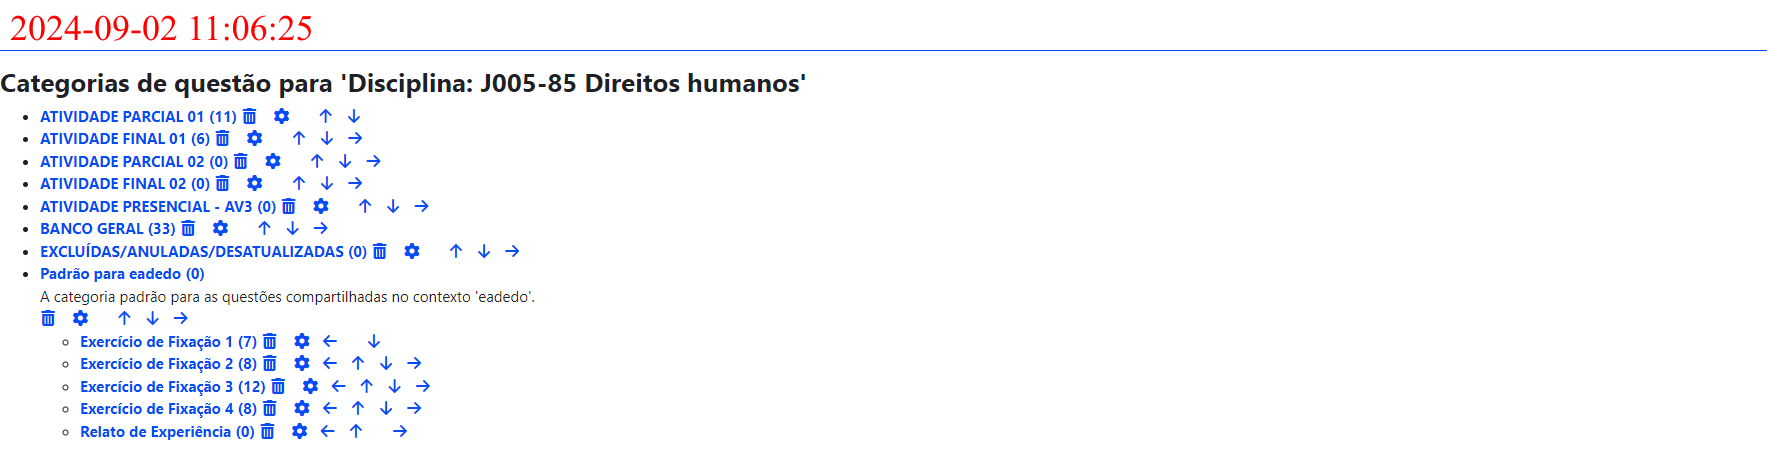 2024-09-02 11:06:25
Categorias de questão para 'Disciplina: J005-85 Direitos humanos'
ATIVIDADE PARCIAL 01 (11)
ATIVIDADE FINAL 01 (6)
ATIVIDADE PARCIAL 02 (0)
ATIVIDADE FINAL 02 (0)
ATIVIDADE PRESENCIAL - AV3 (0)
BANCO GERAL (33)
EXCLUÍDAS/ANULADAS/DESATUALIZADAS (0)
Padrão para eadedo (0)
A categoria padrão para as questões compartilhadas no contexto 'eadedo'.
Exercício de Fixação 1 (7)
Exercício de Fixação 2 (8)
Exercício de Fixação 3 (12)
Exercício de Fixação 4 (8)
Relato de Experiência (0)